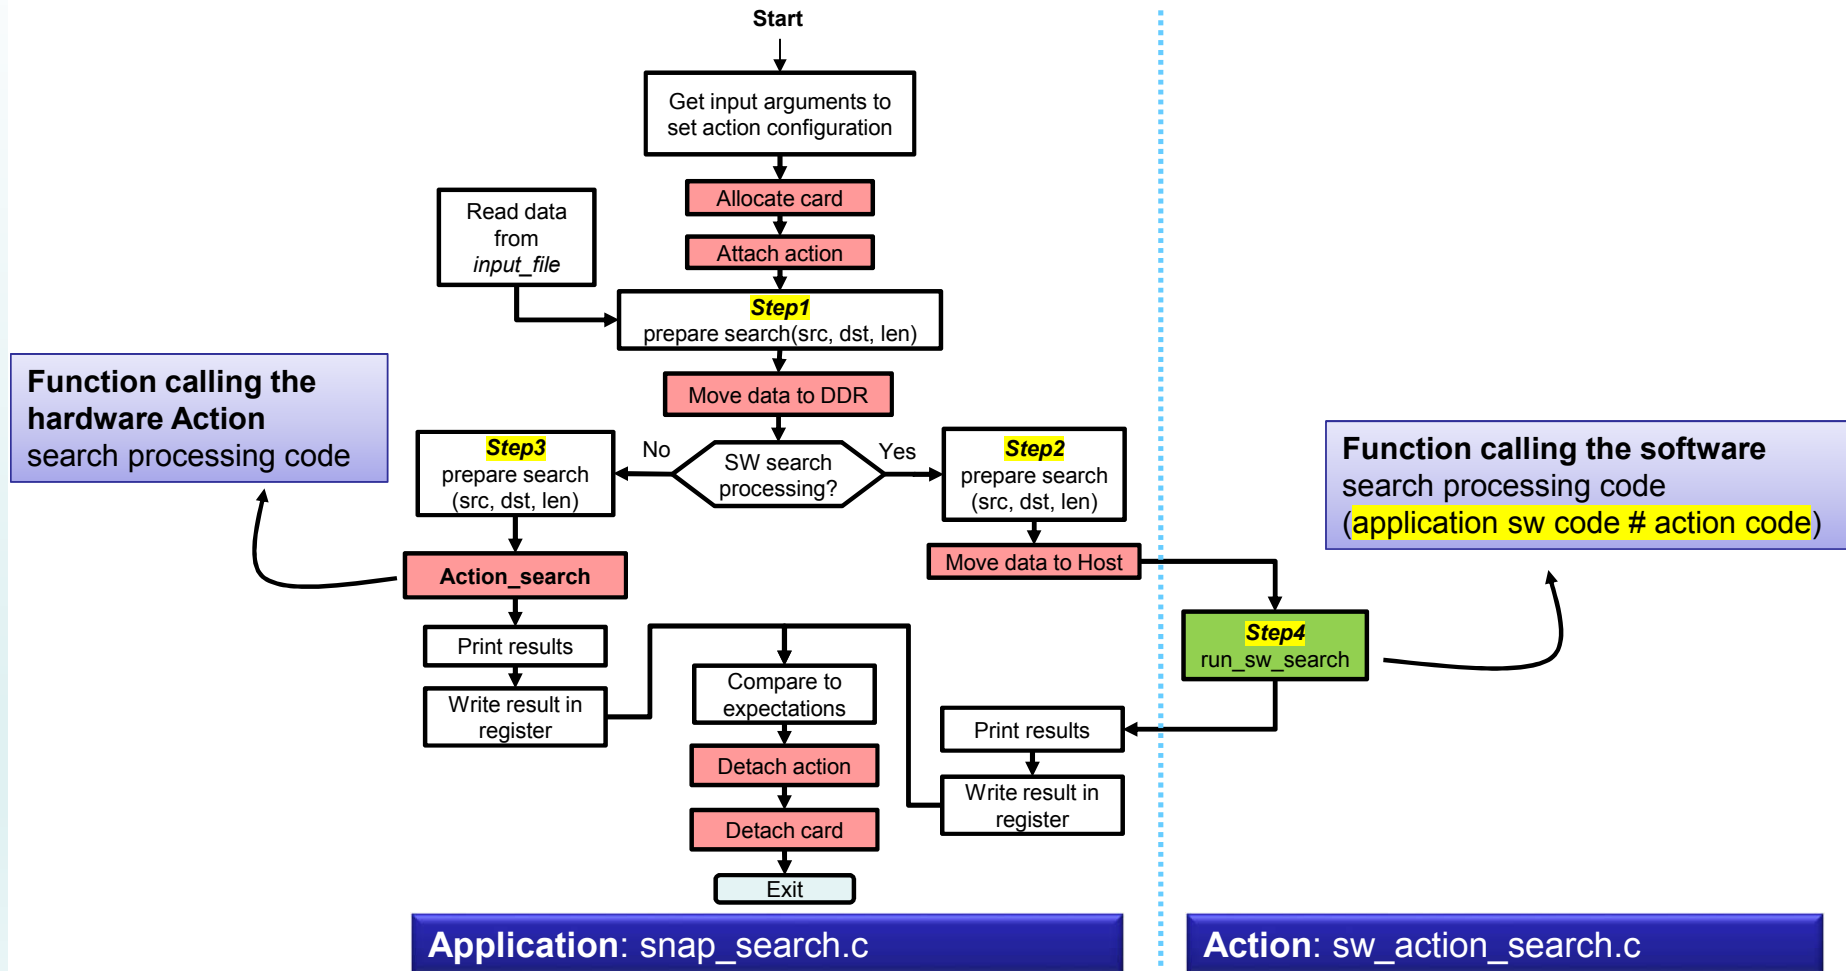 Start
Get input arguments to
set action configuration
Allocate card
Read data
from
input_file
Attach action
Step1
prepare search(src, dst, len)
Function calling the
hardware Action
search processing code
Move data to DDR
Step3
prepare search
(src, dst, len)
No
SW search
processing?
Yes
Step2
prepare search
(src, dst, len)
Function calling the software
search processing code
(application sw code # action code)
Action_search
Move data to Host
Print results
Step4
run_sw_search
Write result in
register
Compare to
expectations
Print results
Detach action
Write result in
register
Detach card
Exit
Application: snap_search.c
Action: sw_action_search.c